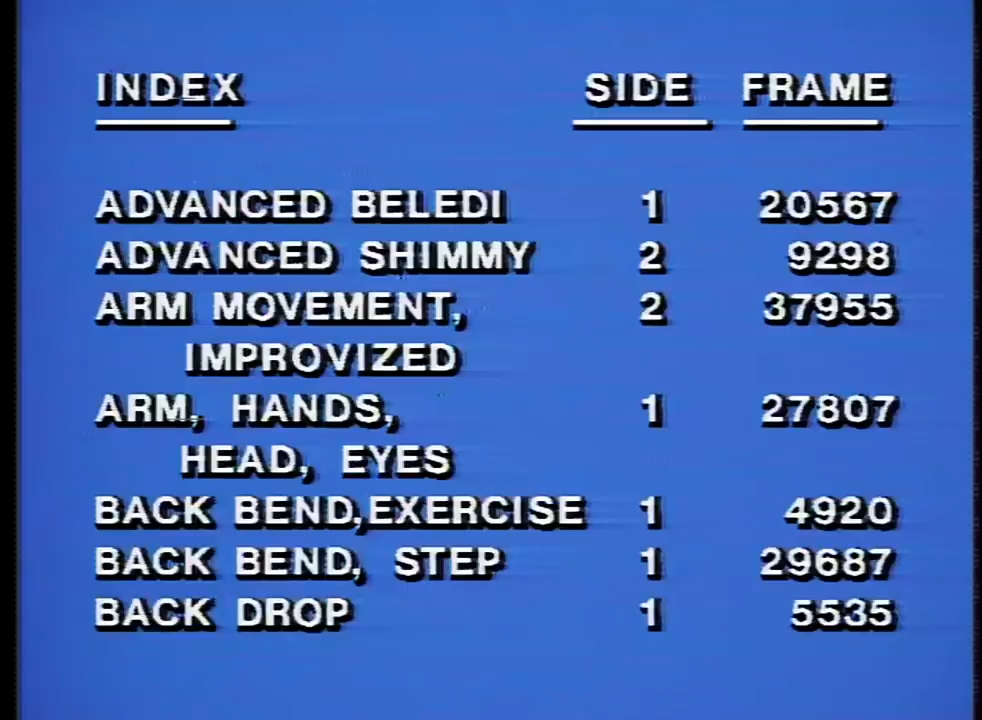 INDEX SIDE FRAME
ADVANCED BELEDI 1 20567
ADVANCED SHIMMY 2 9298
ARM MOVEMENT, 2 37955
IMPROVIZED
ARM, HANDS, 1 27807
HEAD, EYES
BACK BEND,EXERCISE 1 4920
BACK BEND, STEP 1 29687
BACK DROP 1 5535